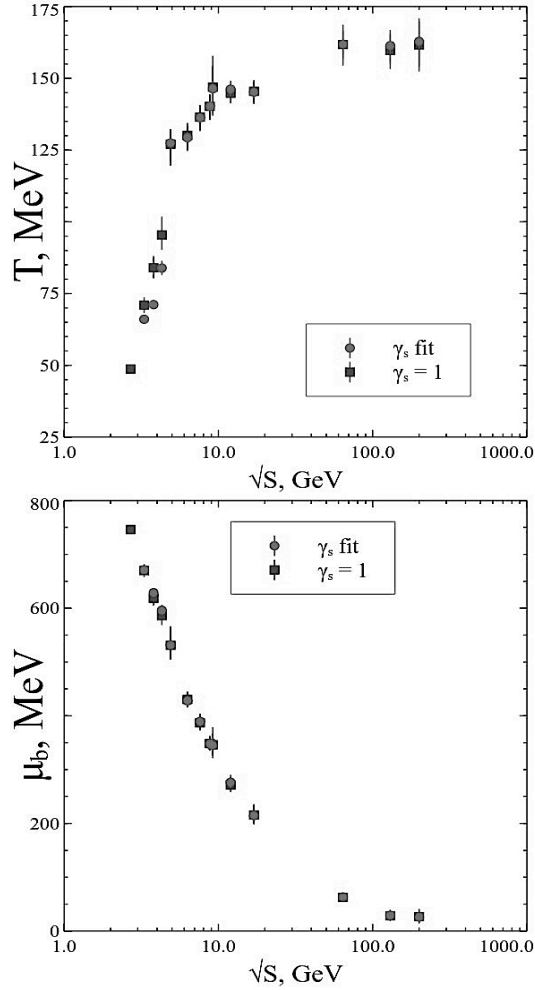 175
125
75
50
25
T, MeV
γs fit
γs = 1
1.0 10.0 100.0 1000.0
√S, GeV
800
600
400
200
0
μb, MeV
γs fit
γs = 1
1.0 10.0 100.0 1000.0
√S, GeV